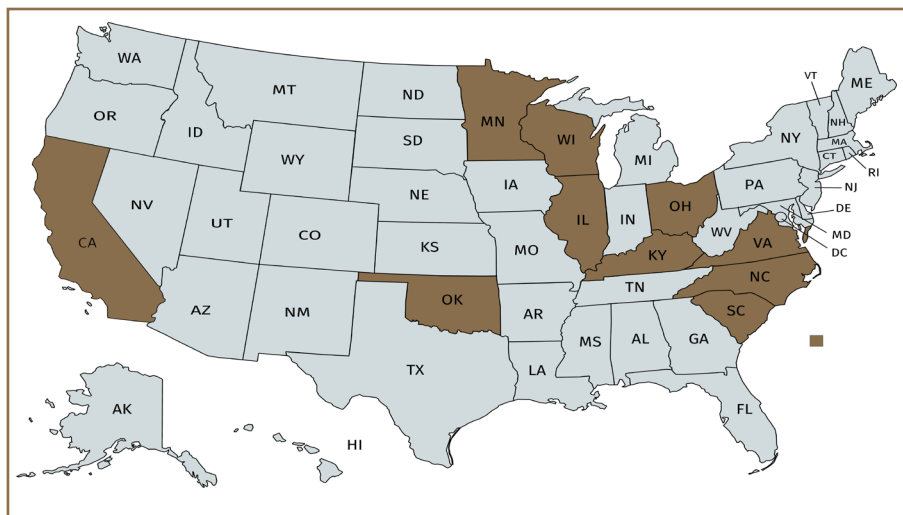 WA
MT
ND
MN
VT
ME
OR
ID
SD
WI
MI
NY
NH
MA
CT
RI
WY
NE
IA
PA
NJ
NV
UT
CO
KS
MO
IL
IN
OH
WV
DE
MD
DC
CA
KY
VA
AZ
NM
OK
AR
TN
NC
SC
TX
LA
MS
AL
GA
AK
HI
FL